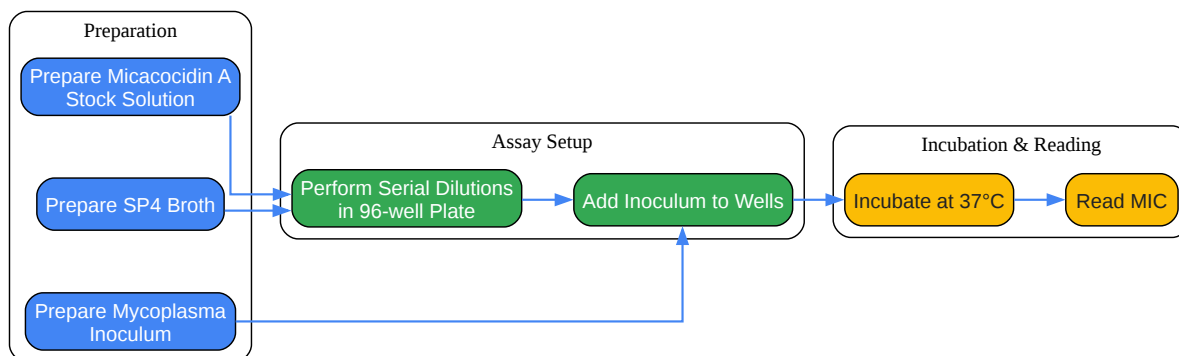 Preparation
Prepare Micacocidin A
Stock Solution
Prepare SP4 Broth
Prepare Mycoplasma
Inoculum
Assay Setup
Perform Serial Dilutions
in 96-well Plate
Add Inoculum to Wells
Incubation & Reading
Incubate at 37°C
Read MIC